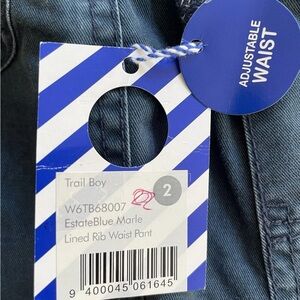 ADJUSTABLE
WAIST
Trail Boy
2
W6TB68007
EstateBlue Marle
Lined Rib Waist Pant
9 400045 061645